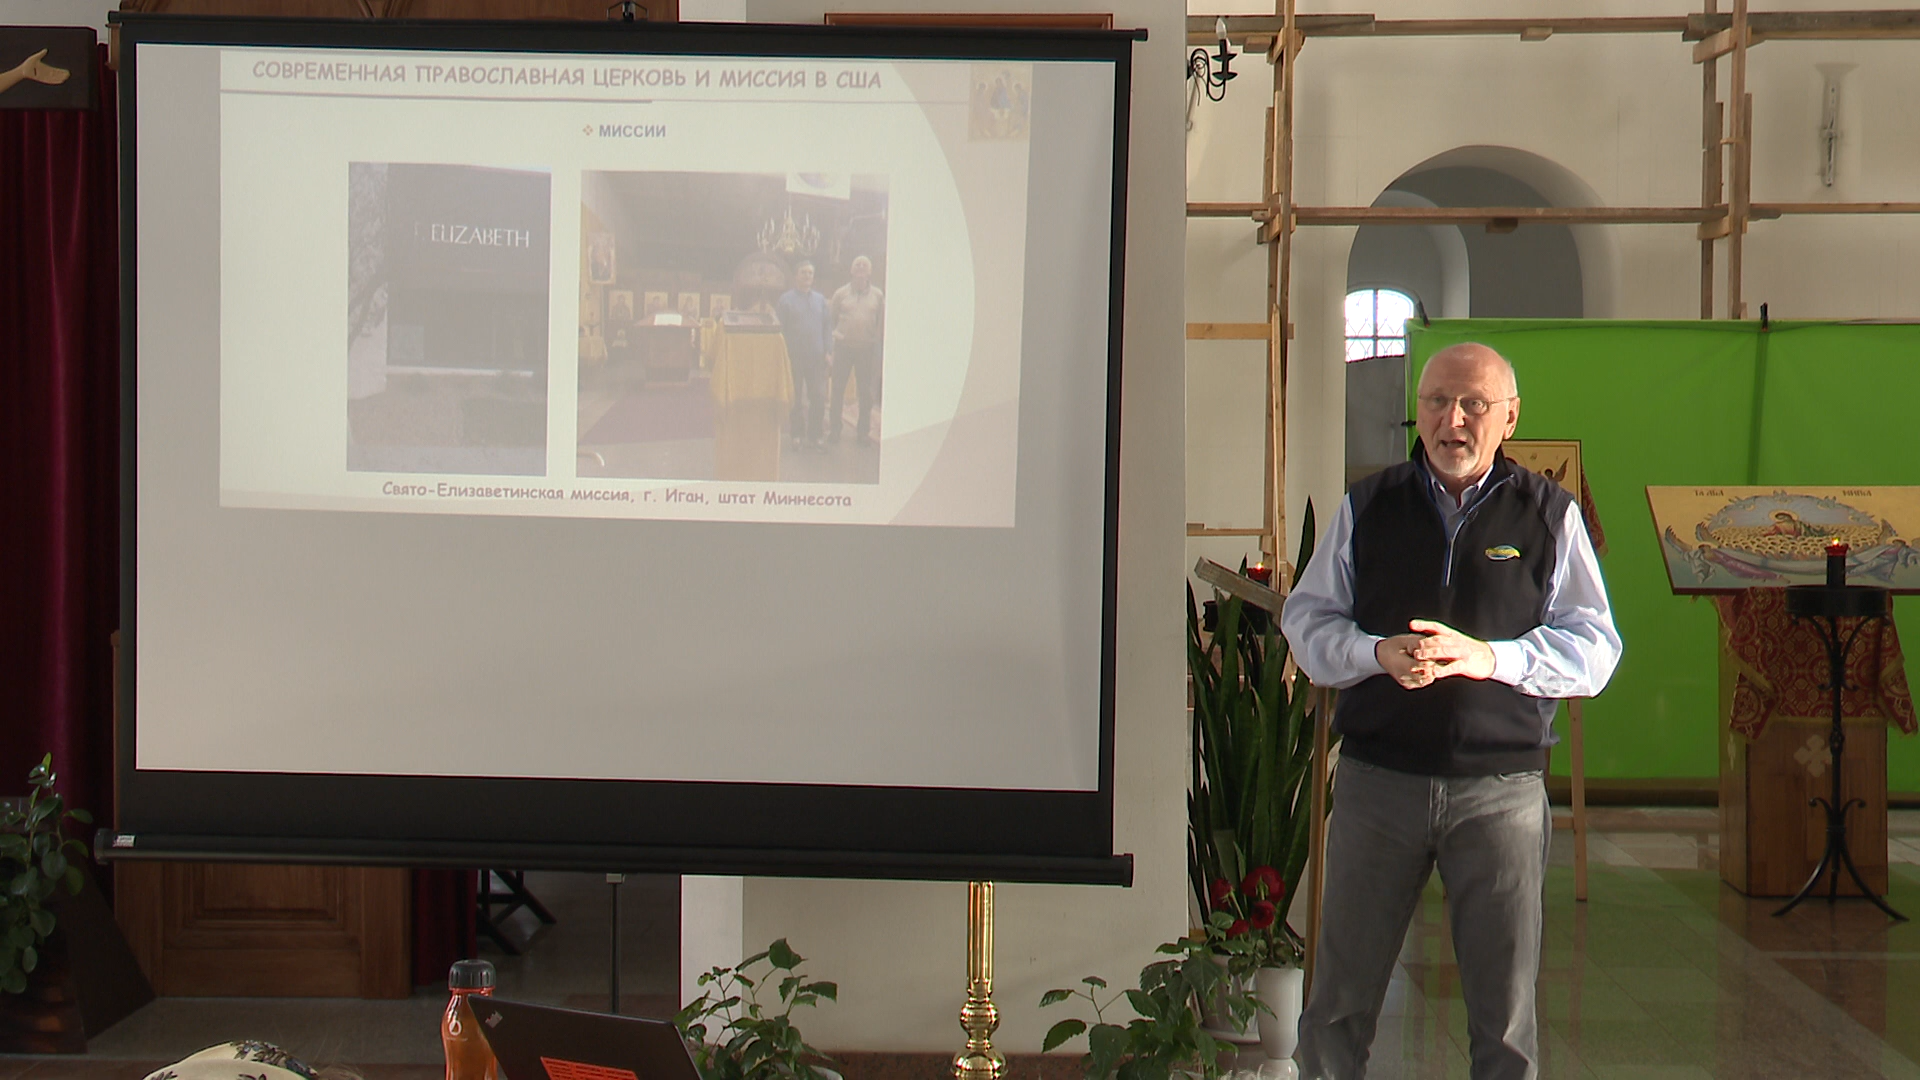 СОВРЕМЕННАЯ ПРАВОСЛАВНАЯ ЦЕРКОВЬ И МИССИЯ В США
МИССИИ
ELIZABETH
Свято-Елизаветинская миссия, г. Иган, штат Миннесота